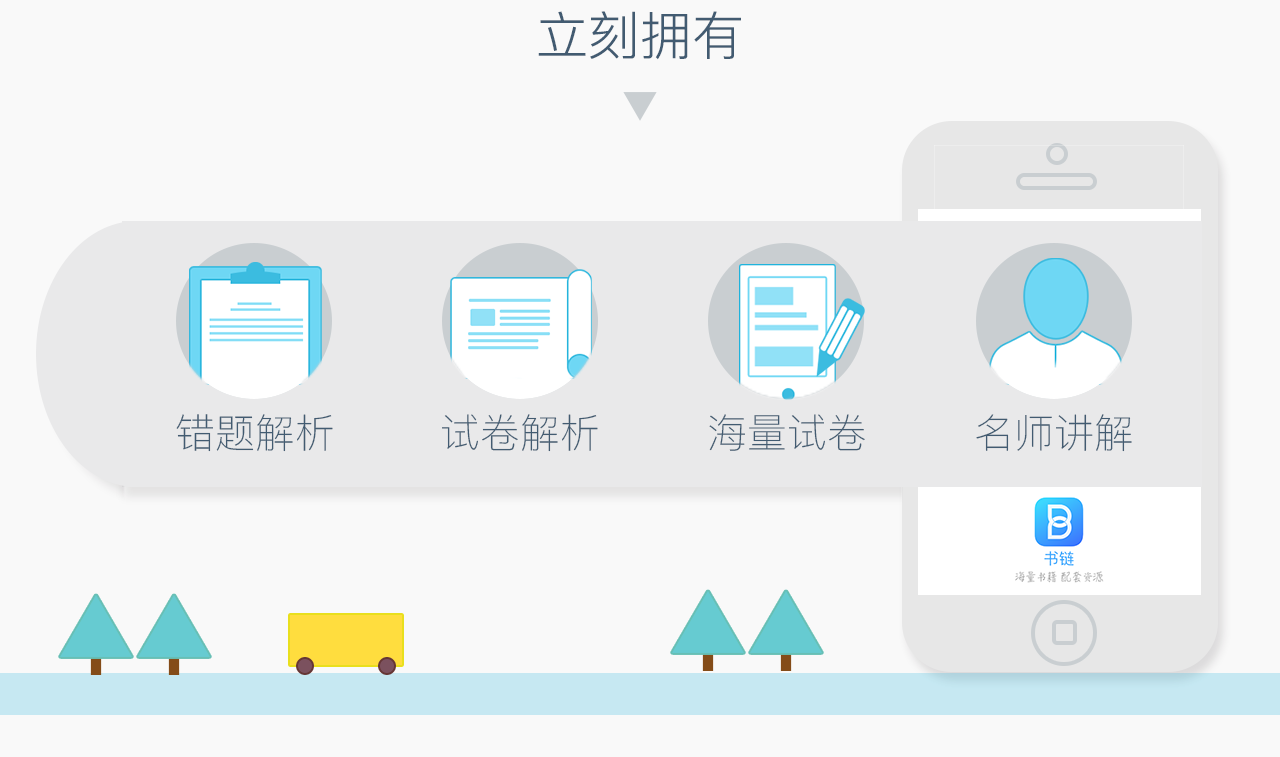 立刻拥有
错题解析
试卷解析
海量试卷
名师讲解
书链
海量书籍 配套资源